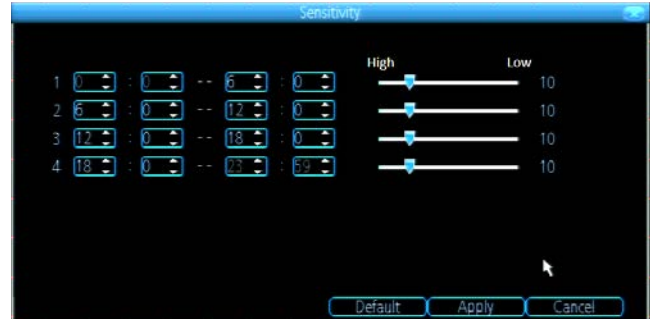 Sensitivity
High Low
1 0 : 0 -- 6 : 0 10
2 6 : 0 -- 12 : 0 10
3 12 : 0 -- 18 : 0 10
4 18 : 0 -- 23 : 59 10
Default Apply Cancel